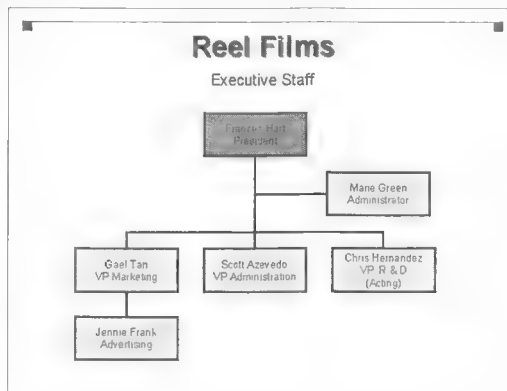 Reel Films
Executive Staff
Frances Hart
President
Marie Green
Administrator
Gael Tan
VP Marketing
Scott Azevedo
VP Administration
Chris Hernandez
VP R & D
(Acting)
Jennie Frank
Advertising